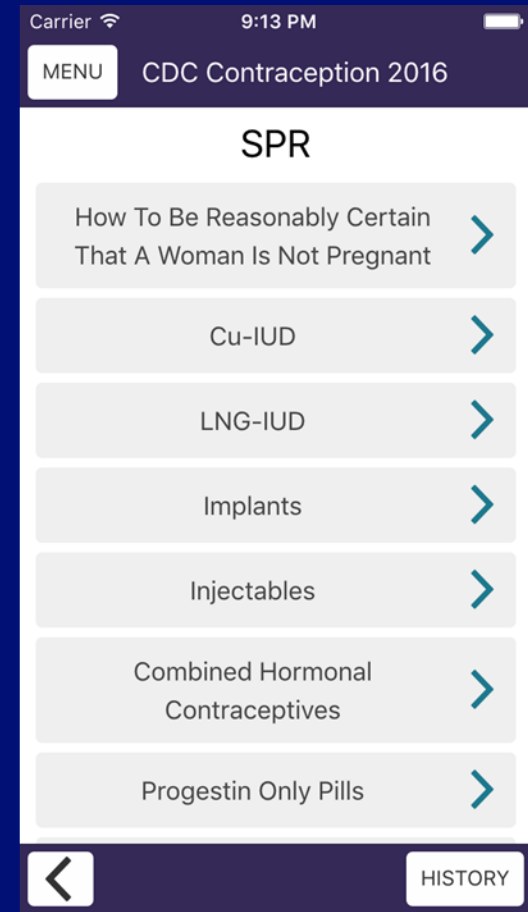 Carrier 9:13 PM
MENU CDC Contraception 2016
SPR
How To Be Reasonably Certain
That A Woman Is Not Pregnant
Cu-IUD
LNG-IUD
Implants
Injectables
Combined Hormonal
Contraceptives
Progestin Only Pills
HISTORY